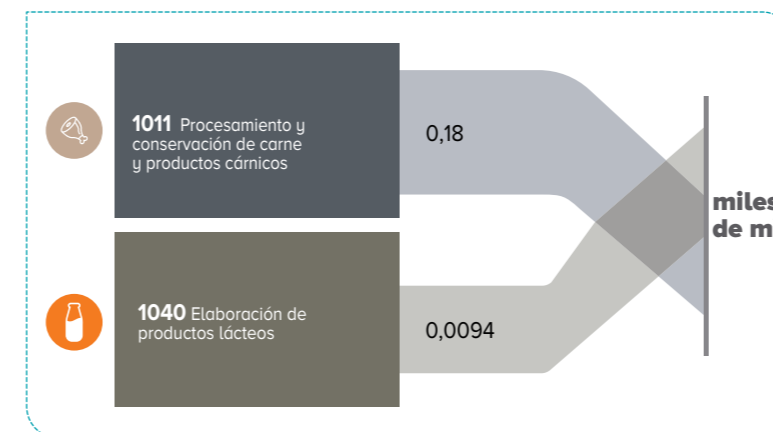 1011 Procesamiento y
conservación de carne
y productos cárnicos
0,18
miles
de m
1040 Elaboración de
productos lácteos
0,0094